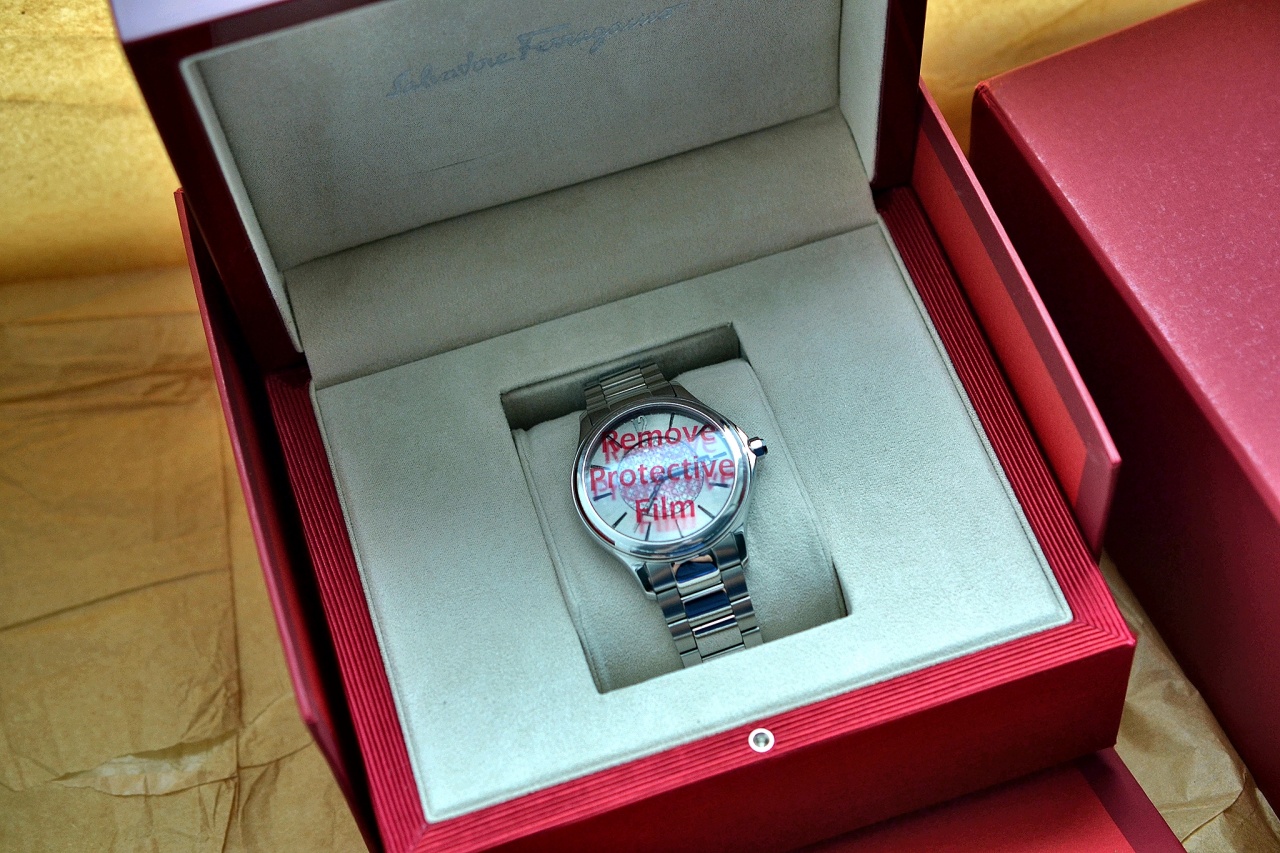 Salvatore Ferragamo
Remove
Protective
Film